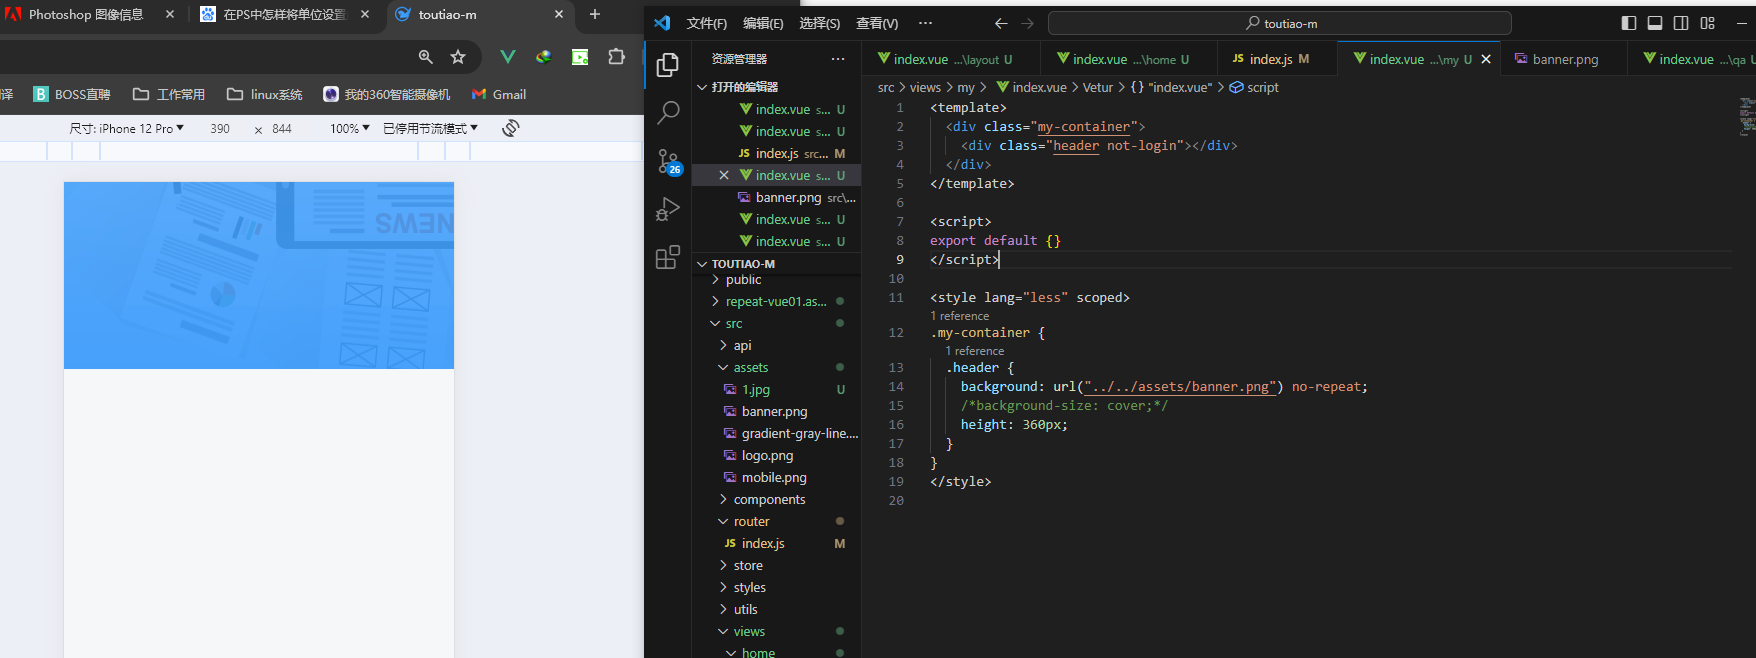 Photoshop 图像信息
在PS中怎样将单位设置
toutiao-m
译
BOSS直聘
工作常用
linux系统
我的360智能摄像机
Gmail
尺寸: iPhone 12 Pro
390
×
844
100%
已停用节流模式
NEWS
文件(F)
编辑(E)
选择(S)
查看(V)
···
toutiao-m
资源管理器
···
打开的编辑器
index.vue s... U
index.vue s... U
JS index.js src... M
index.vue s... U
banner.png src\...
index.vue s... U
index.vue s... U
TOUTIAO-M
public
repeat-vue01.as...
src
api
assets
1.jpg U
banner.png
gradient-gray-line....
logo.png
mobile.png
components
router
JS index.js M
store
styles
utils
views
home
26
index.vue ...\layout U
index.vue ...\home U
JS index.js M
index.vue ...\my U
banner.png
index.vue ...\qa U
src > views > my > index.vue > Vetur > {} "index.vue" > script
1 <template>
2 <div class="my-container">
3 <div class="header not-login"></div>
4 </div>
5 </template>
6
7 <script>
8 export default {}
9 </script>
10
11 <style lang="less" scoped>
1 reference
12 .my-container {
1 reference
13 .header {
14 background: url("../../assets/banner.png") no-repeat;
15 /*background-size: cover;*/
16 height: 360px;
17 }
18 }
19 </style>
20